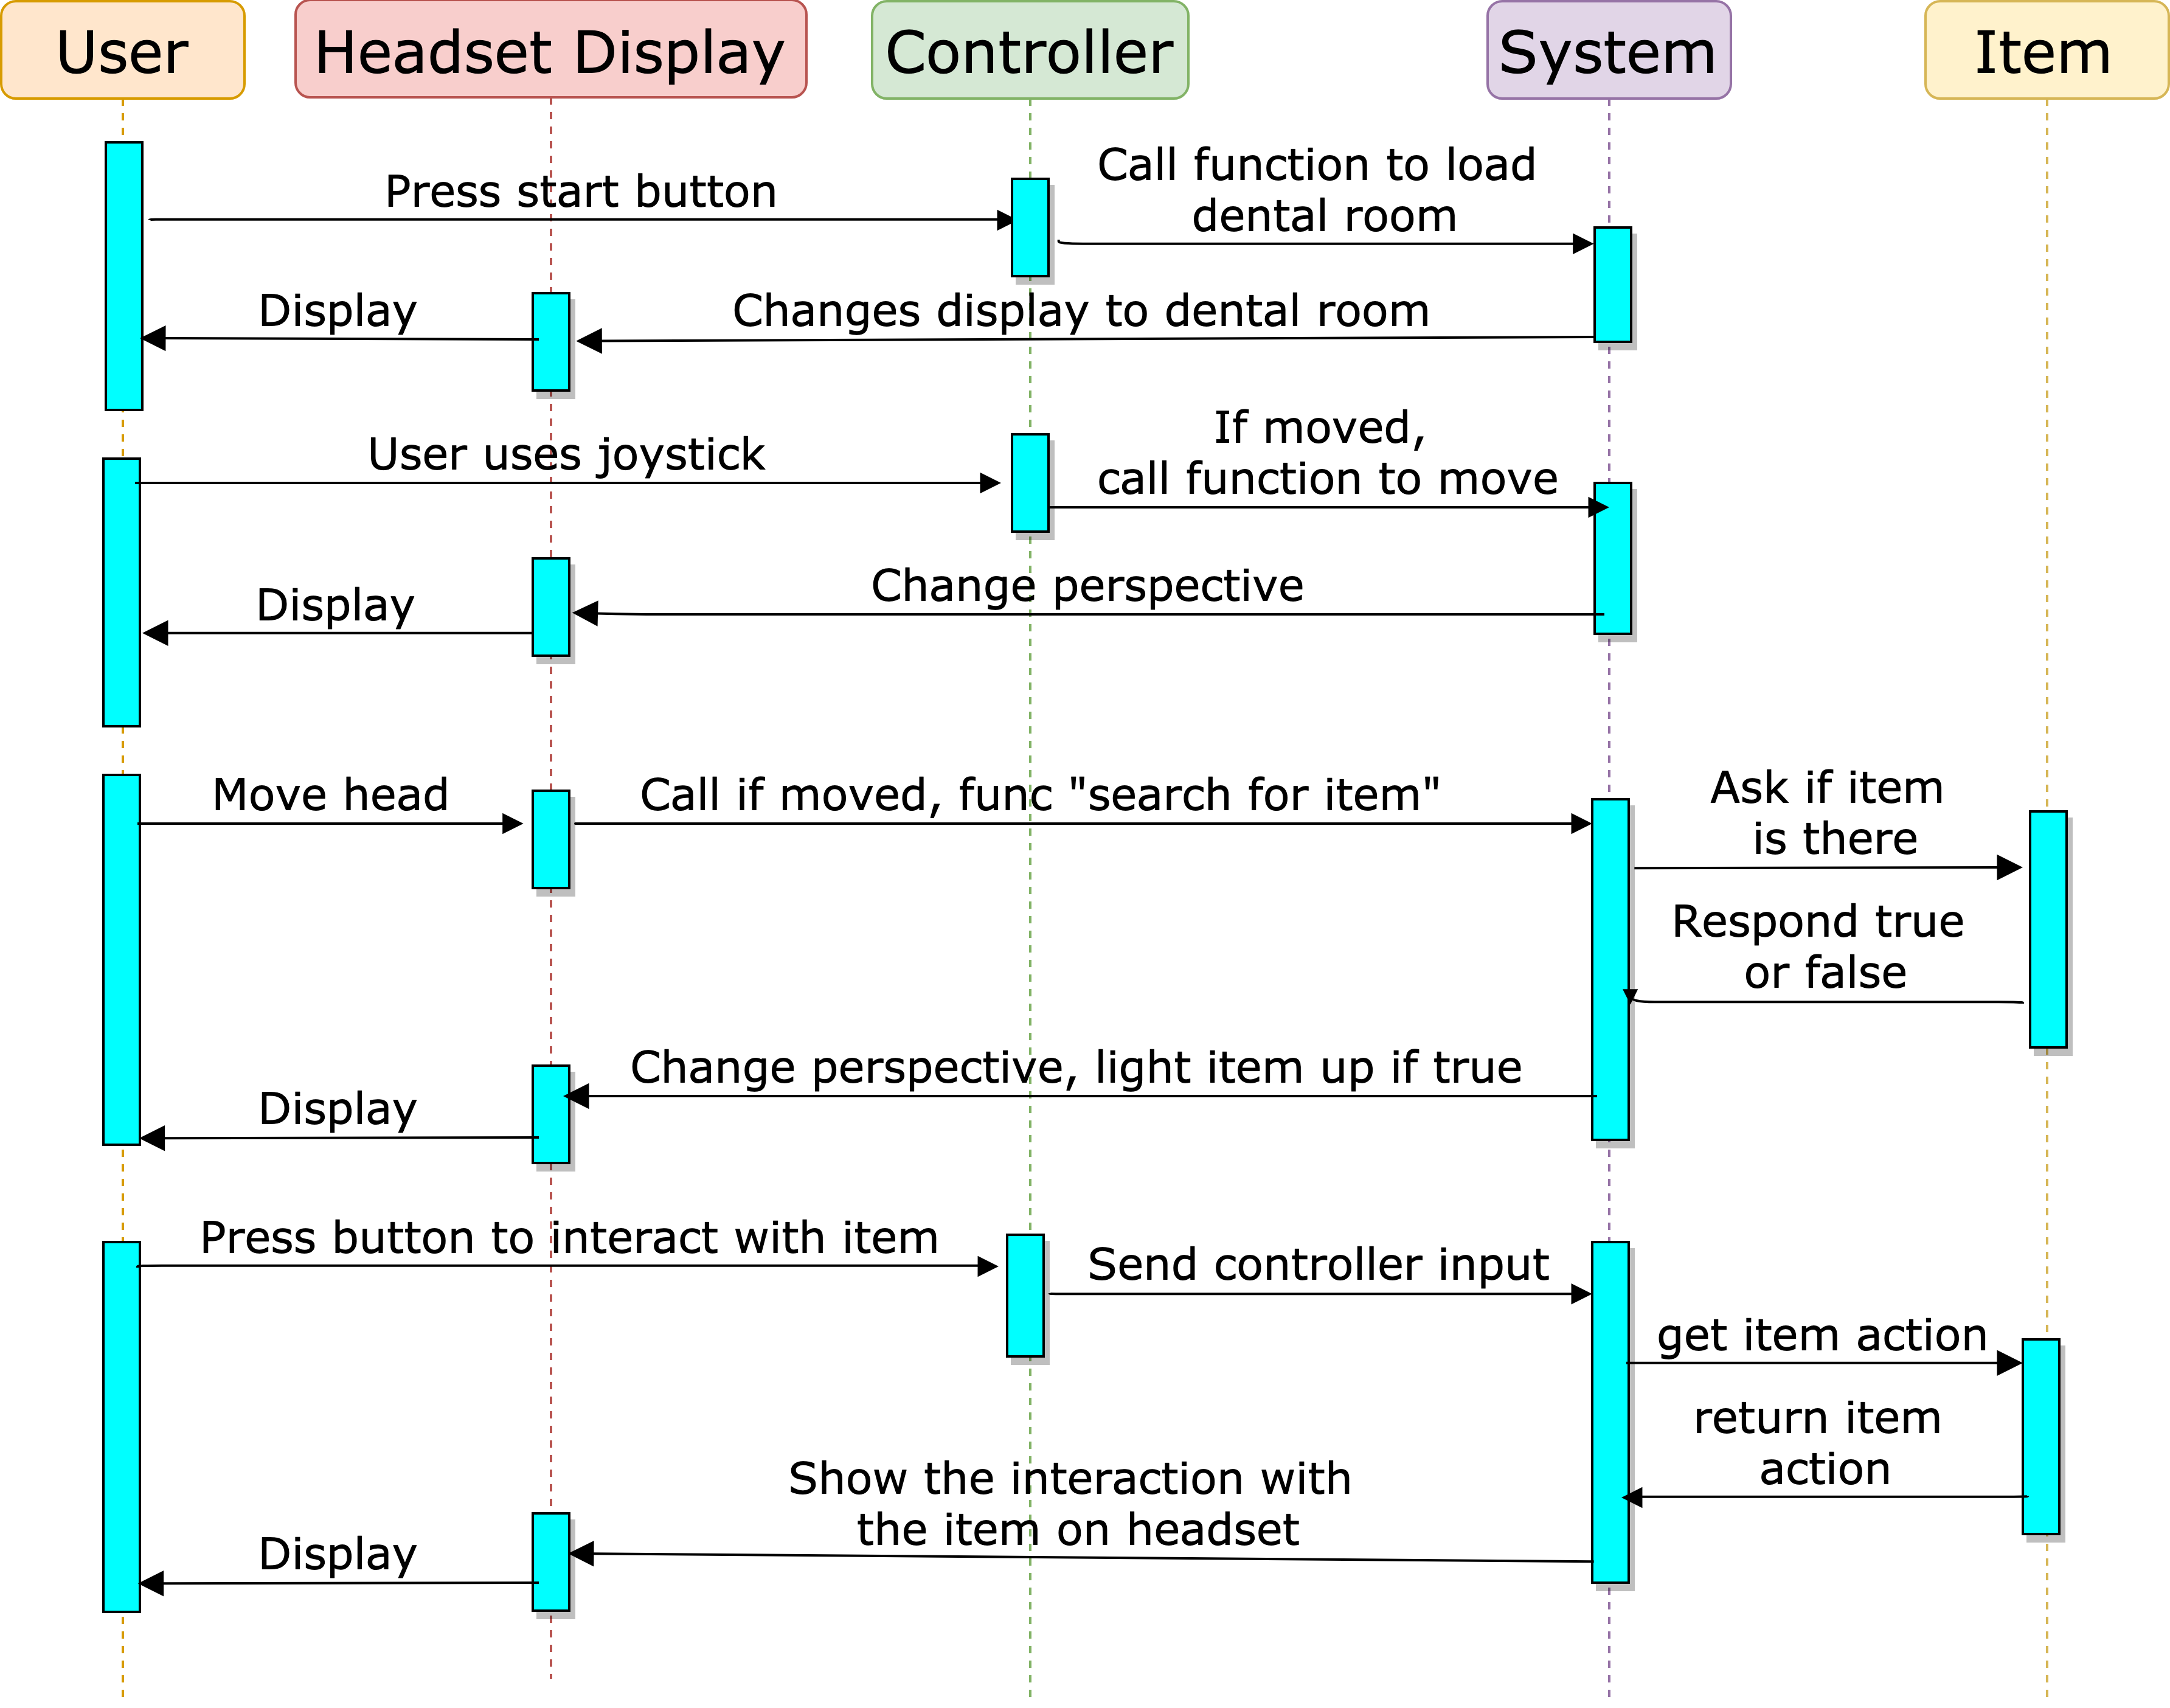 User
Headset Display
Controller
System
Item
Press start button
Call function to load
dental room
Display
Changes display to dental room
User uses joystick
If moved,
call function to move
Display
Change perspective
Move head
Call if moved, func "search for item"
Ask if item
is there
Respond true
or false
Change perspective, light item up if true
Display
Press button to interact with item
Send controller input
get item action
return item
action
Show the interaction with
the item on headset
Display